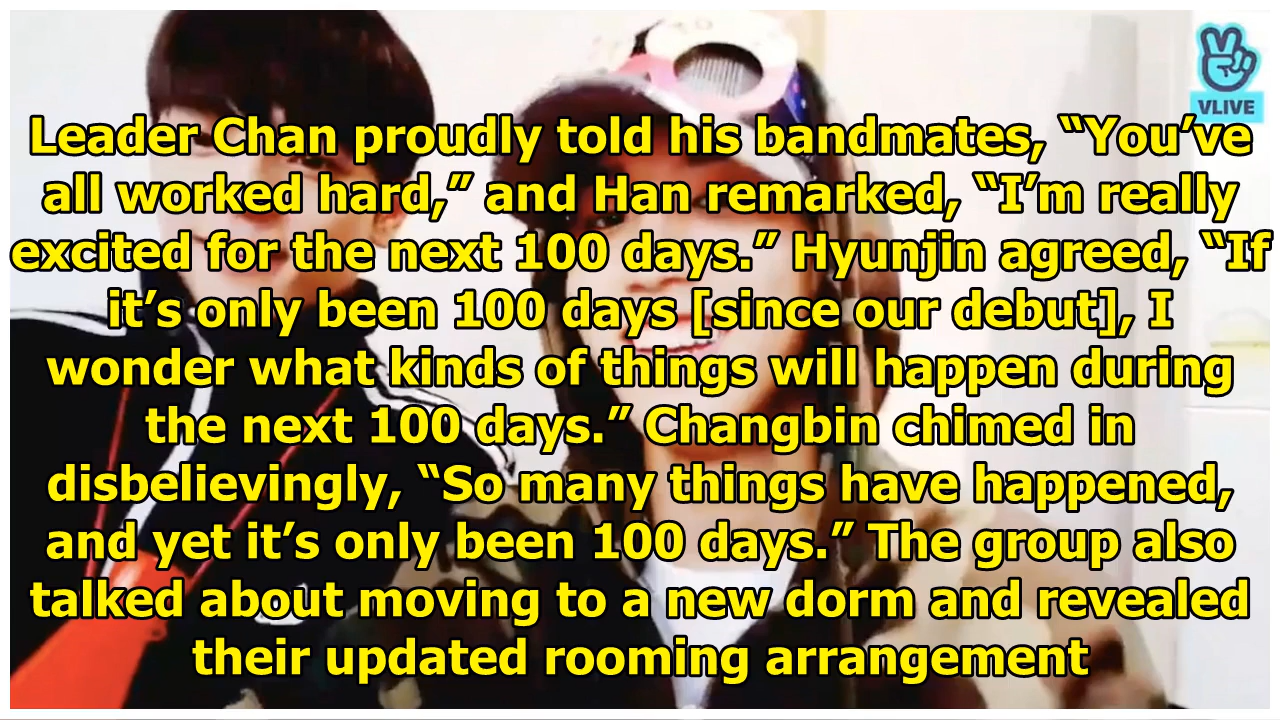 VLIVE
Leader Chan proudly told his bandmates, “You’ve
all worked hard,” and Han remarked, “I’m really
excited for the next 100 days.” Hyunjin agreed, “If
it’s only been 100 days [since our debut], I
wonder what kinds of things will happen during
the next 100 days.” Changbin chimed in
disbelievingly, “So many things have happened,
and yet it’s only been 100 days.” The group also
talked about moving to a new dorm and revealed
their updated rooming arrangement